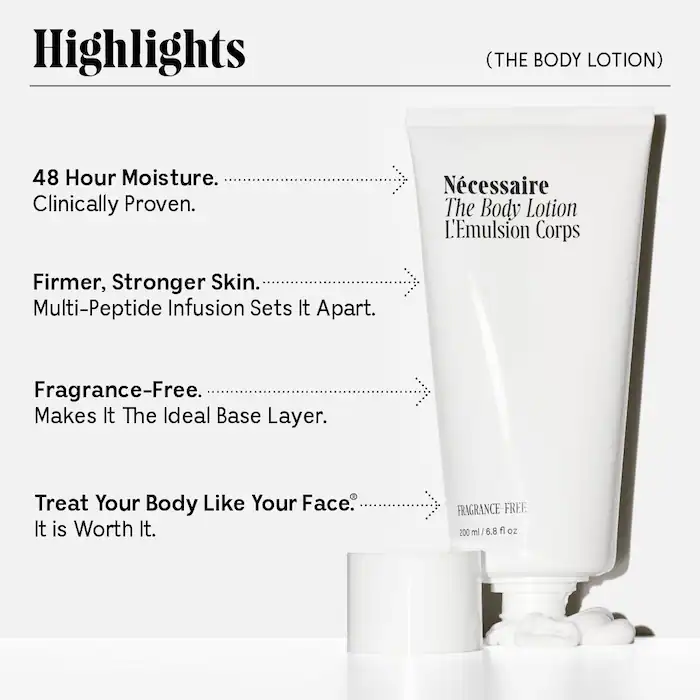 Highlights
(THE BODY LOTION)
48 Hour Moisture.
Clinically Proven.
Firmer, Stronger Skin.
Multi-Peptide Infusion Sets It Apart.
Fragrance-Free.
Makes It The Ideal Base Layer.
Treat Your Body Like Your Face.®
It is Worth It.
Nécessaire
The Body Lotion
L'Emulsion Corps
FRAGRANCE-FREE
200 ml / 6.8 fl oz